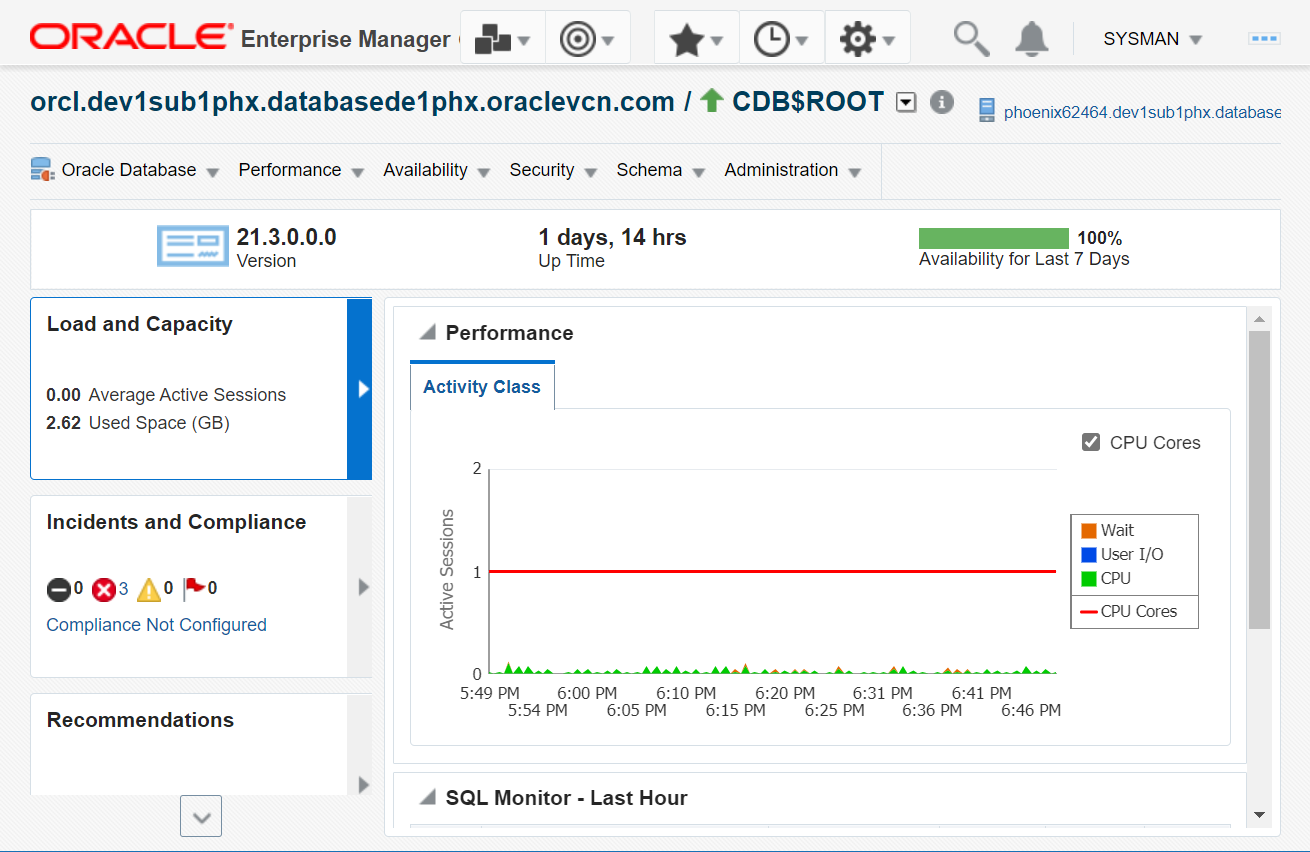 ORACLE Enterprise Manager
SYSMAN
orcl.dev1sub1phx.databasede1phx.oraclevcn.com / CDB$ROOT
phoenix62464.dev1sub1phx.database
Oracle Database Performance Availability Security Schema Administration
21.3.0.0.0
Version
1 days, 14 hrs
Up Time
100%
Availability for Last 7 Days
Load and Capacity
0.00 Average Active Sessions
2.62 Used Space (GB)
Incidents and Compliance
0 3 0 0
Compliance Not Configured
Recommendations
Performance
Activity Class
CPU Cores
Active Sessions
2
1
0
5:49 PM 6:00 PM 6:10 PM 6:20 PM 6:31 PM 6:41 PM
5:54 PM 6:05 PM 6:15 PM 6:25 PM 6:36 PM 6:46 PM
Wait
User I/O
CPU
CPU Cores
SQL Monitor - Last Hour